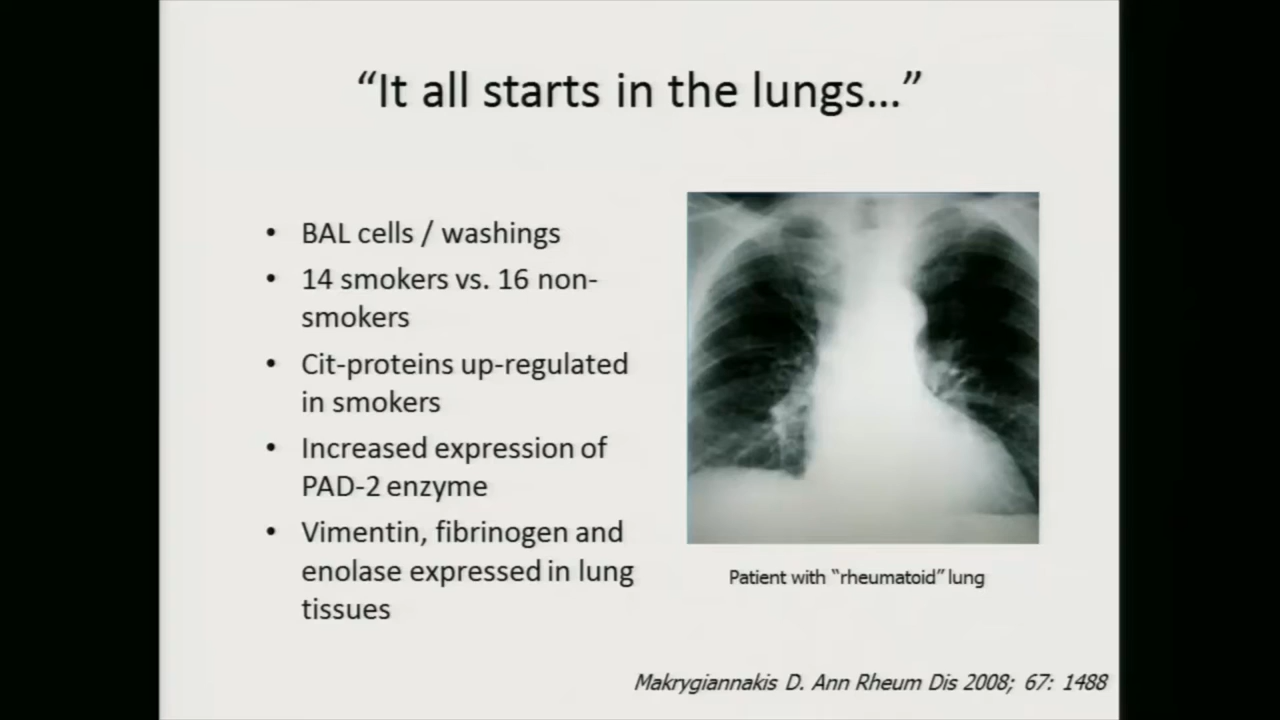 “It all starts in the lungs...”
• BAL cells / washings
• 14 smokers vs. 16 non-
smokers
• Cit-proteins up-regulated
in smokers
• Increased expression of
PAD-2 enzyme
• Vimentin, fibrinogen and
enolase expressed in lung
tissues
Patient with “rheumatoid” lung
Makrygiannakis D. Ann Rheum Dis 2008; 67: 1488